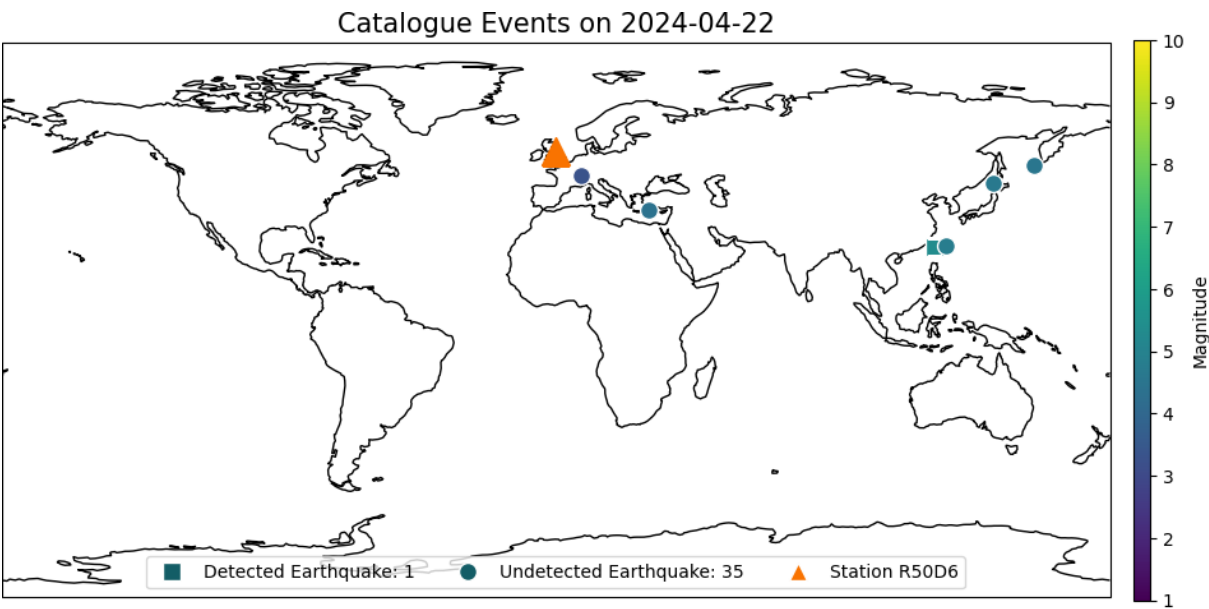 Catalogue Events on 2024-04-22
10
9
8
7
6
5
4
3
2
1
Magnitude
Detected Earthquake: 1
Undetected Earthquake: 35
Station R50D6